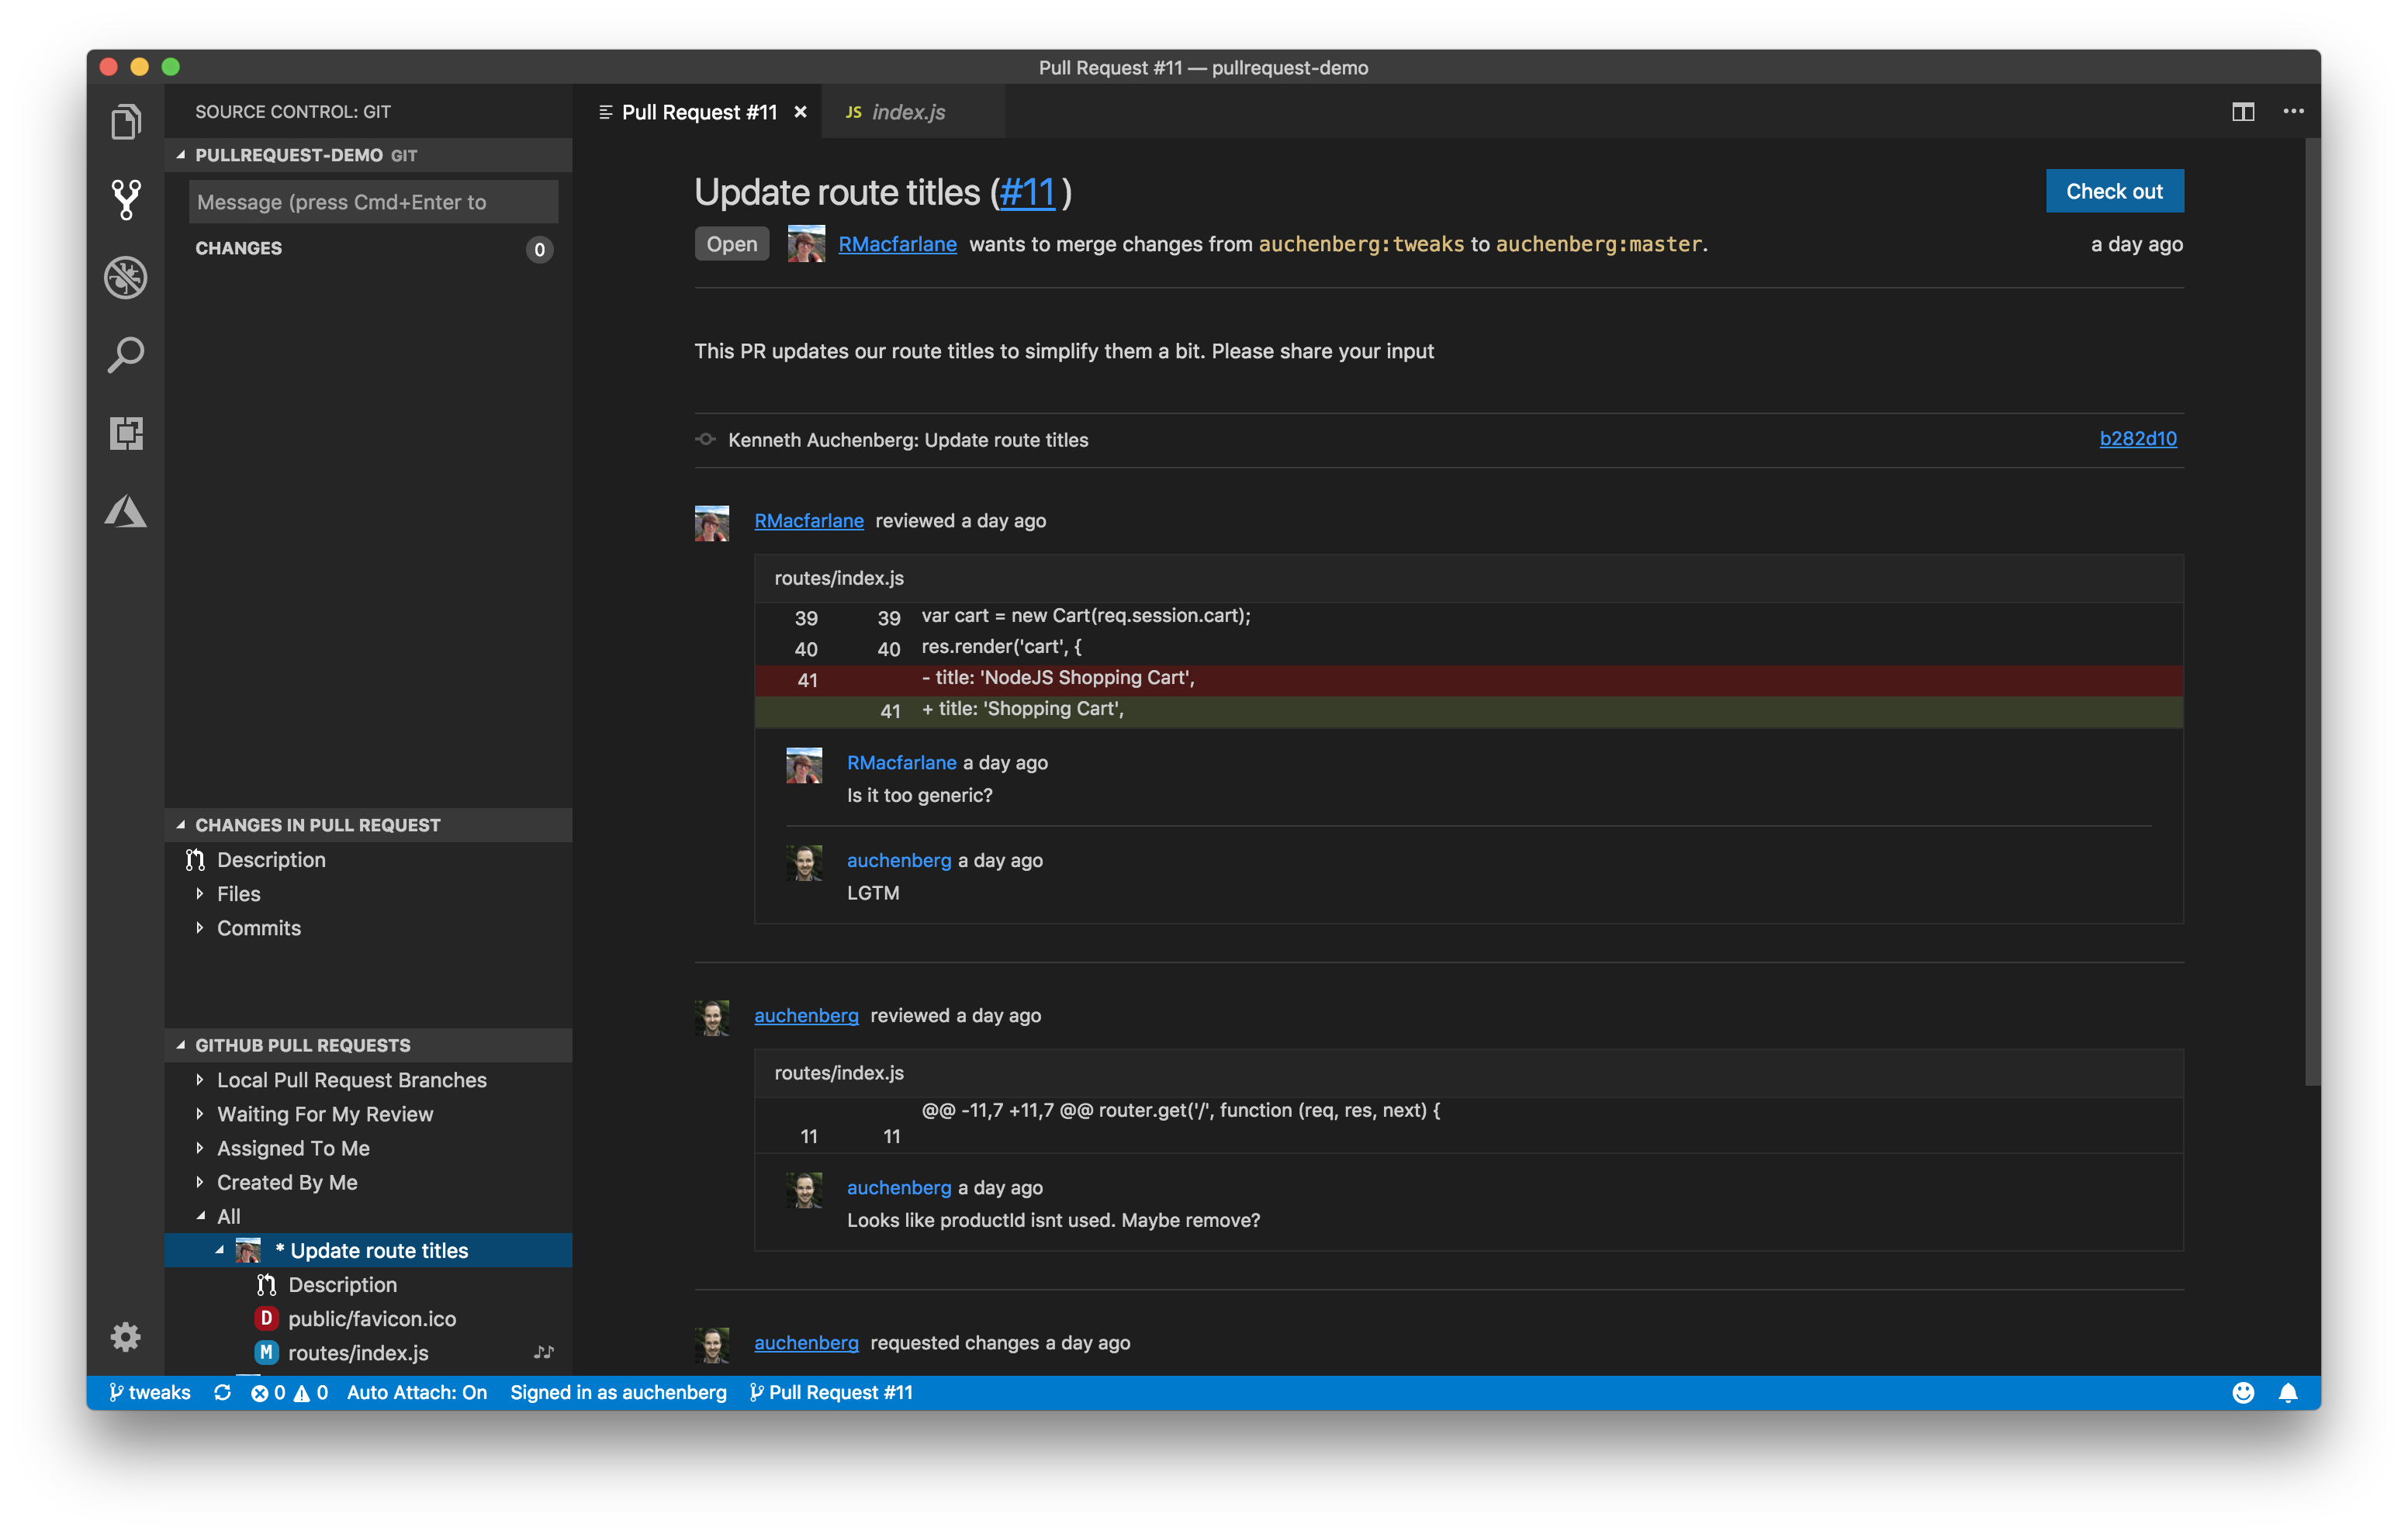 Pull Request #11 — pullrequest-demo
SOURCE CONTROL: GIT
PULLREQUEST-DEMO GIT
Message (press Cmd+Enter to
CHANGES 0
CHANGES IN PULL REQUEST
Description
Files
Commits
GITHUB PULL REQUESTS
Local Pull Request Branches
Waiting For My Review
Assigned To Me
Created By Me
All
* Update route titles
Description
D public/favicon.ico
M routes/index.js
Pull Request #11
JS index.js
Update route titles (#11 )
Check out
Open RMacfarlane wants to merge changes from auchenberg:tweaks to auchenberg:master. a day ago
This PR updates our route titles to simplify them a bit. Please share your input
Kenneth Auchenberg: Update route titles b282d10
RMacfarlane reviewed a day ago
routes/index.js
39 39 var cart = new Cart(req.session.cart);
40 40 res.render('cart', {
41 - title: 'NodeJS Shopping Cart',
41 + title: 'Shopping Cart',
RMacfarlane a day ago
Is it too generic?
auchenberg a day ago
LGTM
auchenberg reviewed a day ago
routes/index.js
@@ -11,7 +11,7 @@ router.get('/', function (req, res, next) {
11 11
auchenberg a day ago
Looks like productId isnt used. Maybe remove?
auchenberg requested changes a day ago
tweaks 0 0 Auto Attach: On Signed in as auchenberg Pull Request #11